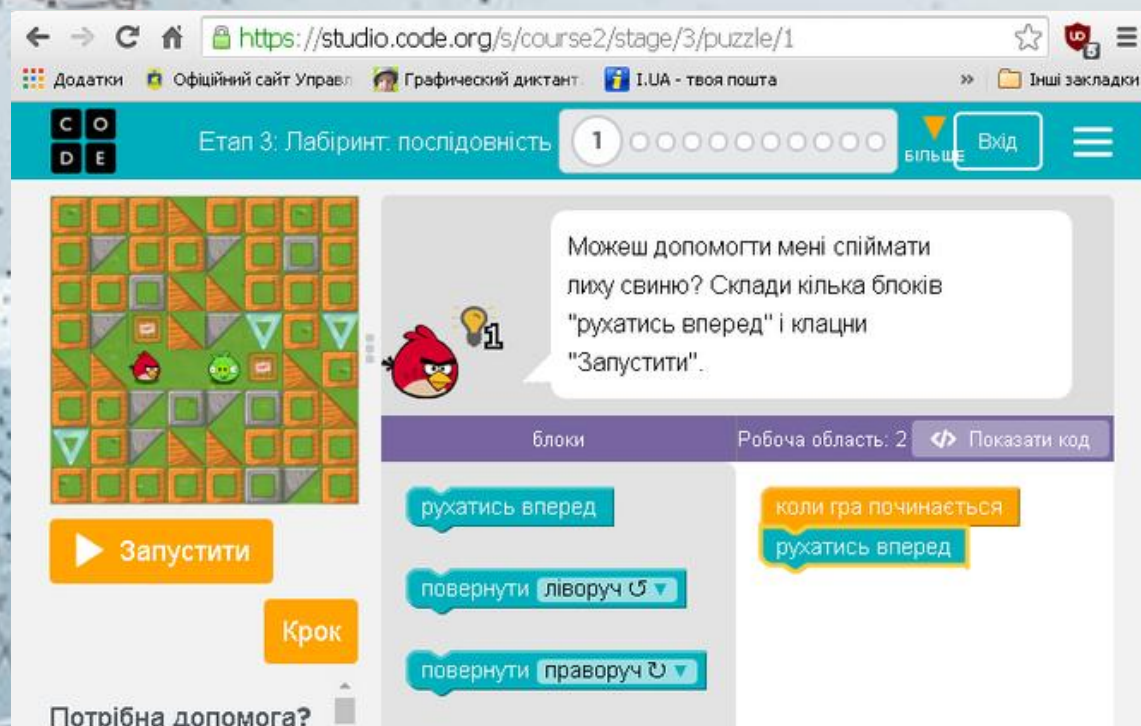 https://studio.code.org/s/course2/stage/3/puzzle/1
Додатки Офіційний сайт Управл Графический диктант. I.UA - твоя пошта » Інші закладки
CODE
Етап 3: Лабіринт: послідовність 1 БІЛЬШЕ Вхід
Можеш допомогти мені спіймати
лиху свиню? Склади кілька блоків
"рухатись вперед" і клацни
"Запустити".
1
блоки Робоча область: 2 </> Показати код
рухатись вперед
повернути ліворуч ↺
повернути праворуч ↻
коли гра починається
рухатись вперед
Запустити
Крок
Потрібна допомога?